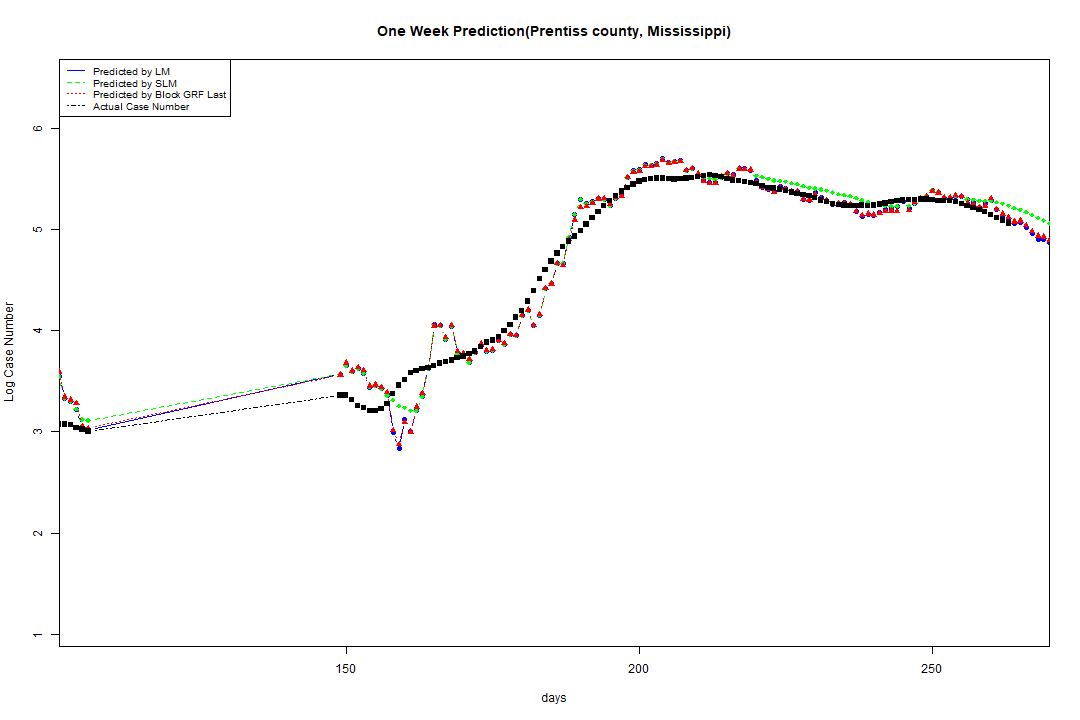 One Week Prediction(Prentiss county, Mississippi)
Predicted by LM
Predicted by SLM
Predicted by Block GRF Last
Actual Case Number
6
5
4
3
2
1
Log Case Number
150 200 250
days